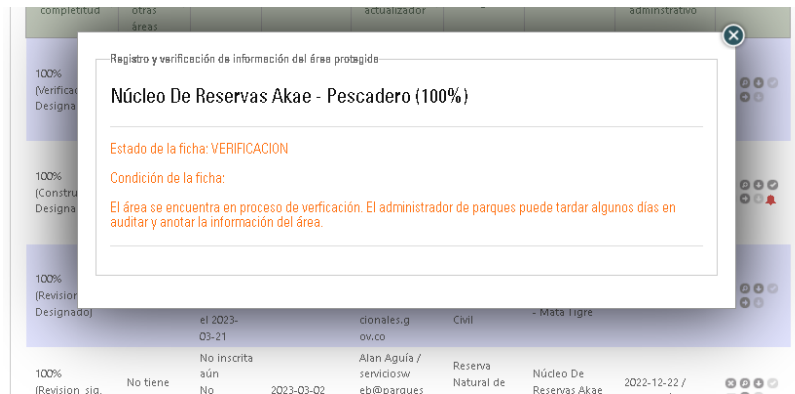 completitud
otras
áreas
actualizador
adminstrativo
Registro y verificación de información del área protegida
Núcleo De Reservas Akae - Pescadero (100%)
Estado de la ficha: VERIFICACION
Condición de la ficha:
El área se encuentra en proceso de verficación. El administrador de parques puede tardar algunos días en
auditar y anotar la información del área.
100%
(Verificac
Designa
100%
(Constru
Designa
100%
(Revision
Designado)
el 2023-
03-21
cionales.g
ov.co
Civil
- Mata Tigre
100%
(Revision_sig,
No tiene
No inscrita
aún
No
2023-03-02
Alan Aguía /
serviciosw
eb@parques
Reserva
Natural de
Núcleo De
Reservas Akae
2022-12-22 /